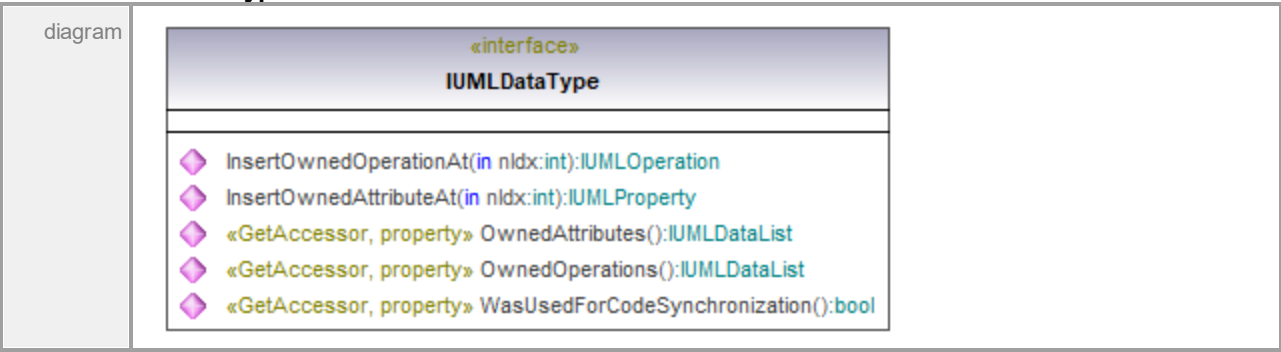 diagram
«interface»
IUMLDataType
InsertOwnedOperationAt(in nIdx:int):IUMLOperation
InsertOwnedAttributeAt(in nIdx:int):IUMLProperty
«GetAccessor, property» OwnedAttributes():IUMLDataList
«GetAccessor, property» OwnedOperations():IUMLDataList
«GetAccessor, property» WasUsedForCodeSynchronization():bool